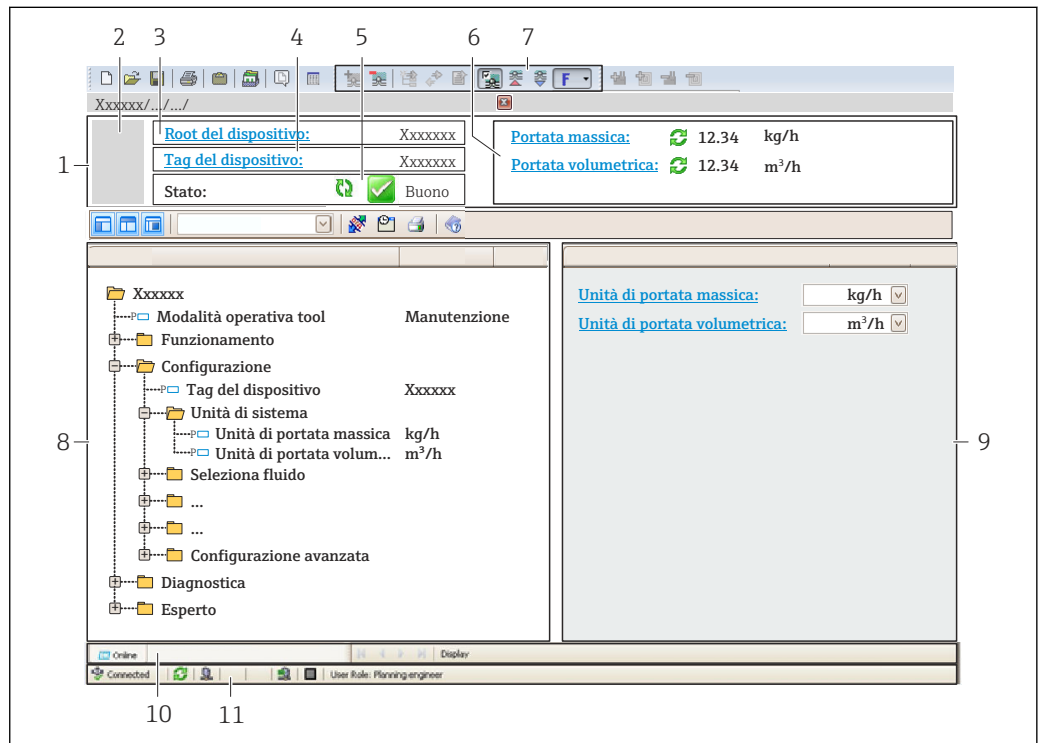 2 3 4 5 6 7
F
Xxxxxx/.../.../
1
Root del dispositivo: Xxxxxxx
Tag del dispositivo: Xxxxxxx
Stato: Buono
Portata massica: 12.34 kg/h
Portata volumetrica: 12.34 m³/h
Xxxxxx
P Modalità operativa tool Manutenzione
Funzionamento
Configurazione
P Tag del dispositivo Xxxxxx
Unità di sistema
P Unità di portata massica kg/h
P Unità di portata volum... m³/h
Seleziona fluido
...
...
Configurazione avanzata
Diagnostica
Esperto
8
Unità di portata massica: kg/h
Unità di portata volumetrica: m³/h
9
Online Display
Connected User Role: Planning engineer
10 11